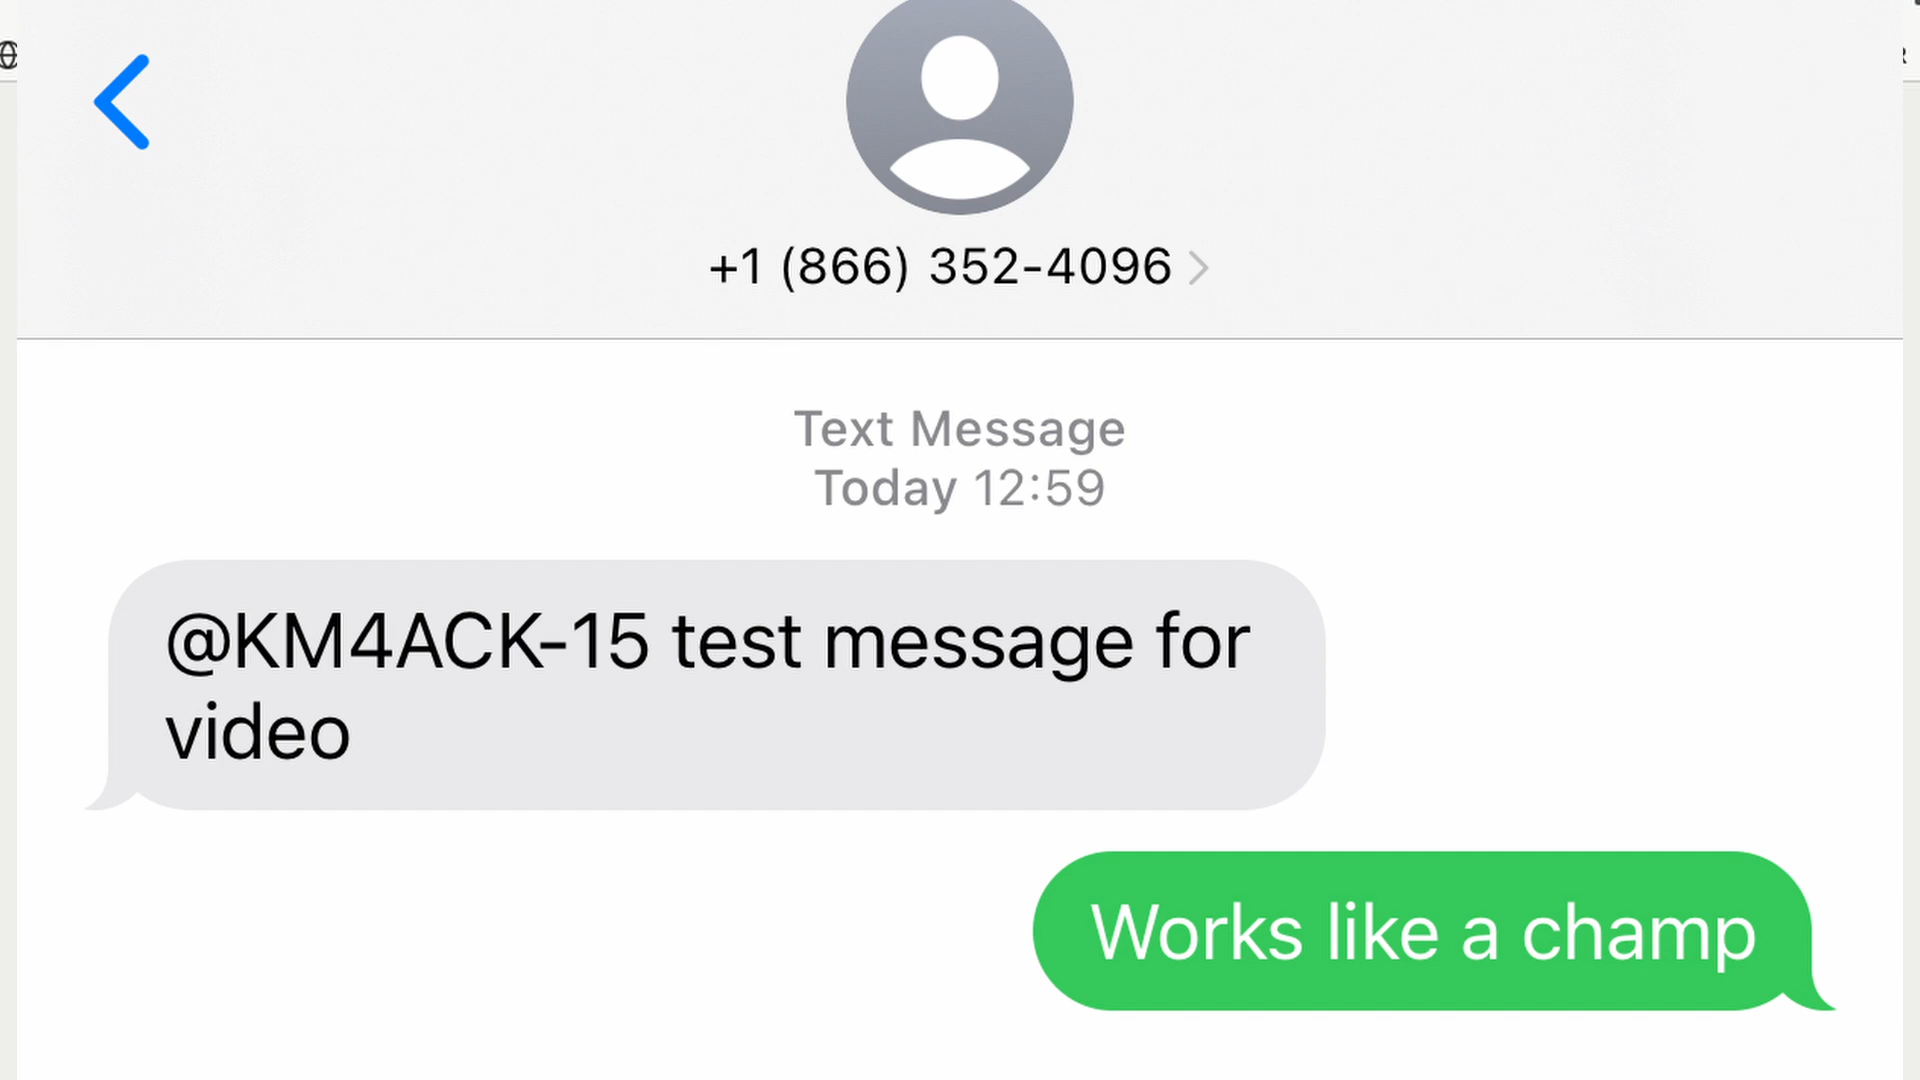 +1 (866) 352-4096
Text Message
Today 12:59
@KM4ACK-15 test message for
video
Works like a champ